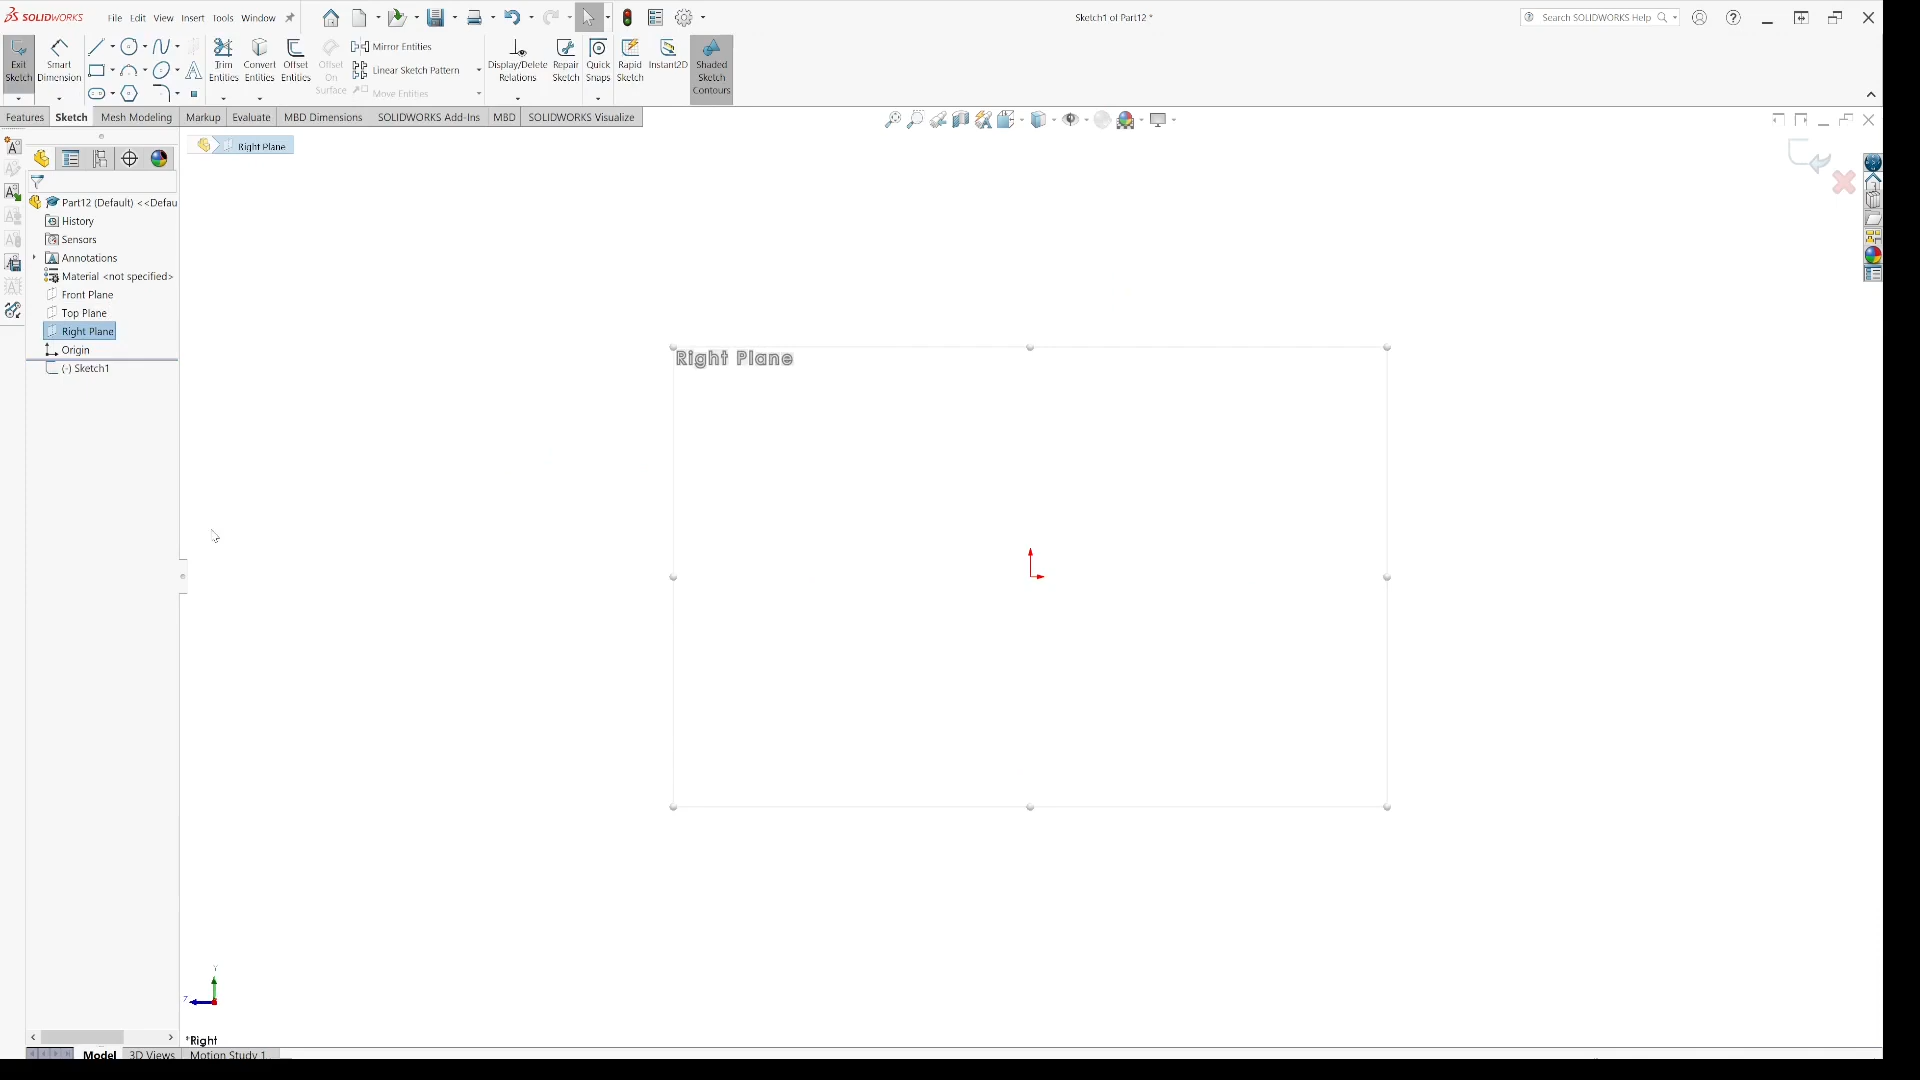 SOLIDWORKS
File Edit View Insert Tools Window
Sketch1 of Part12 *
Search SOLIDWORKS Help
Exit Sketch
Smart Dimension
Trim Entities
Convert Entities
Offset Entities
Offset On Surface
Mirror Entities
Linear Sketch Pattern
Move Entities
Display/Delete Relations
Repair Sketch
Quick Snaps
Rapid Sketch
Instant2D
Shaded Sketch Contours
Features Sketch Mesh Modeling Markup Evaluate MBD Dimensions SOLIDWORKS Add-Ins MBD SOLIDWORKS Visualize
Right Plane
Part12 (Default) <<Defau
History
Sensors
Annotations
Material <not specified>
Front Plane
Top Plane
Right Plane
Origin
(-) Sketch1
Right Plane
Y
Z
*Right
Model 3D Views Motion Study 1